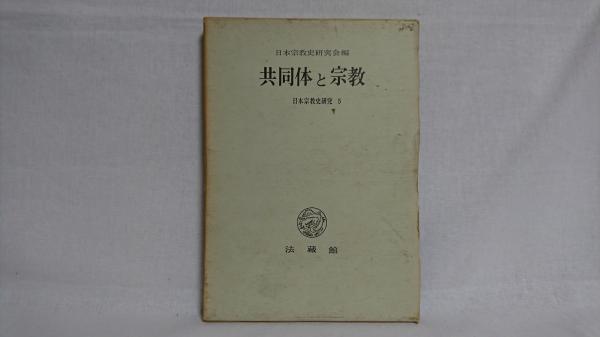 日本宗教史研究会編
共同体と宗教
日本宗教史研究 5
法蔵館